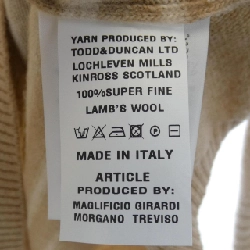 YARN PRODUCED BY:
TODD&DUNCAN LTD
LOCHLEVEN MILLS
KINROSS SCOTLAND
100%SUPER FINE
LAMB'S WOOL
MADE IN ITALY
ARTICLE
PRODUCED BY:
MAGLIFICIO GIRARDI
MORGANO TREVISO